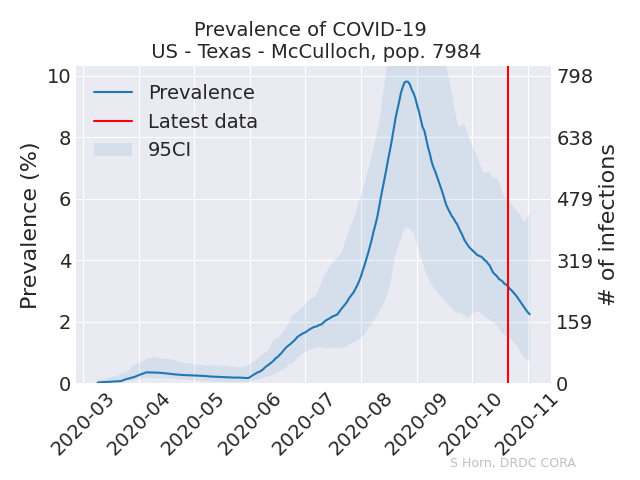 Prevalence of COVID-19
US - Texas - McCulloch, pop. 7984
Prevalence
Latest data
95CI
Prevalence (%)
10
8
6
4
2
0
798
638
479
319
159
0
# of infections
2020-03
2020-04
2020-05
2020-06
2020-07
2020-08
2020-09
2020-10
2020-11
S Horn, DRDC CORA